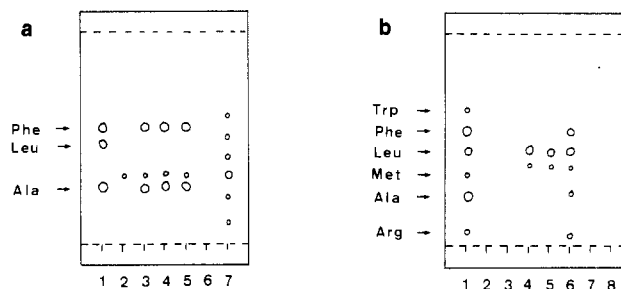 a
Phe
Leu
Ala
1 2 3 4 5 6 7
b
Trp
Phe
Leu
Met
Ala
Arg
1 2 3 4 5 6 7 8